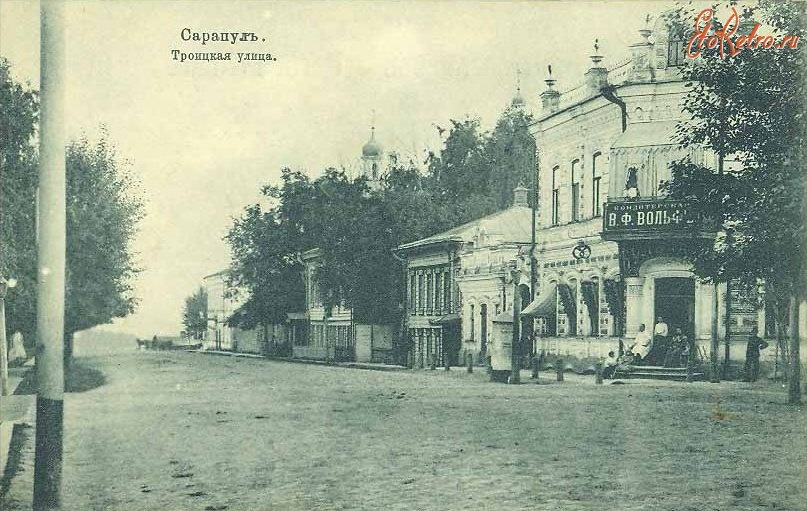 Сарапулъ.
Троицкая улица.
EtoRetro.ru
КОНДИТЕРСКАЯ
В.Ф.ВОЛЬФ